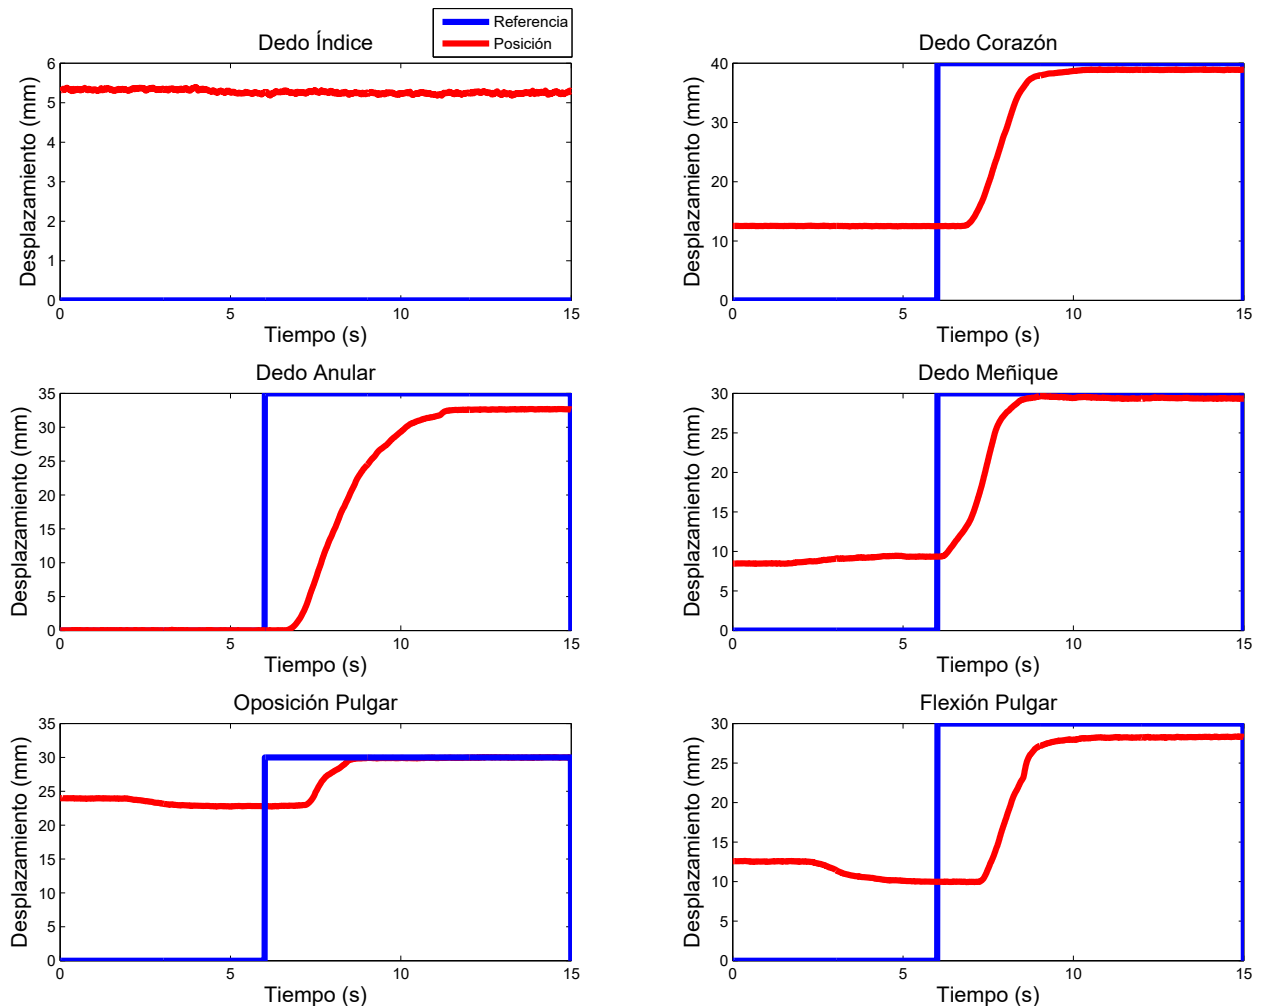 Referencia
Posición
Dedo Índice
Desplazamiento (mm)
6
5
4
3
2
1
0
0 5 10 15
Tiempo (s)
Dedo Corazón
Desplazamiento (mm)
40
30
20
10
0
0 5 10 15
Tiempo (s)
Dedo Anular
Desplazamiento (mm)
35
30
25
20
15
10
5
0
0 5 10 15
Tiempo (s)
Dedo Meñique
Desplazamiento (mm)
30
25
20
15
10
5
0
0 5 10 15
Tiempo (s)
Oposición Pulgar
Desplazamiento (mm)
35
30
25
20
15
10
5
0
0 5 10 15
Tiempo (s)
Flexión Pulgar
Desplazamiento (mm)
30
25
20
15
10
5
0
0 5 10 15
Tiempo (s)